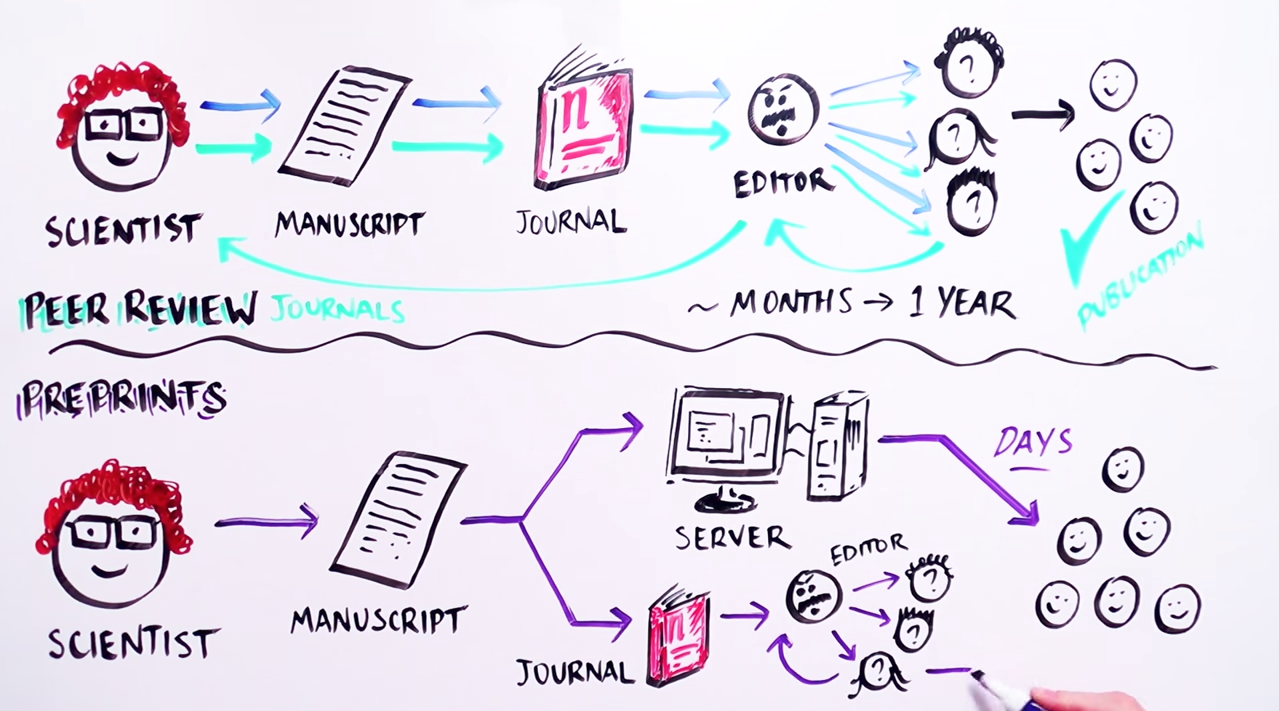 ?
?
?
n
SCIENTIST
MANUSCRIPT
JOURNAL
EDITOR
PUBLICATION
PEER REVIEW JOURNALS
~ MONTHS → 1 YEAR
PREPRINTS
DAYS
SERVER
EDITOR
?
?
?
n
SCIENTIST
MANUSCRIPT
JOURNAL